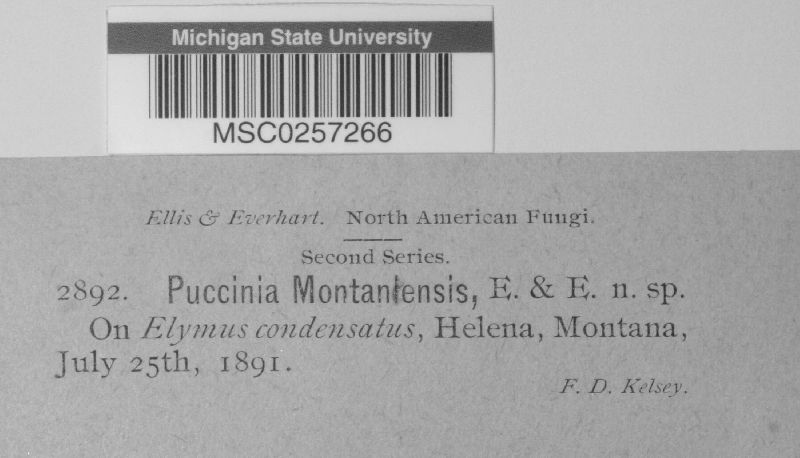 Michigan State University
MSC0257266
Ellis & Everhart. North American Fungi.
Second Series.
2892. Puccinia Montaniensis, E. & E. n. sp.
On Elymus condensatus, Helena, Montana,
July 25th, 1891.
F. D. Kelsey.